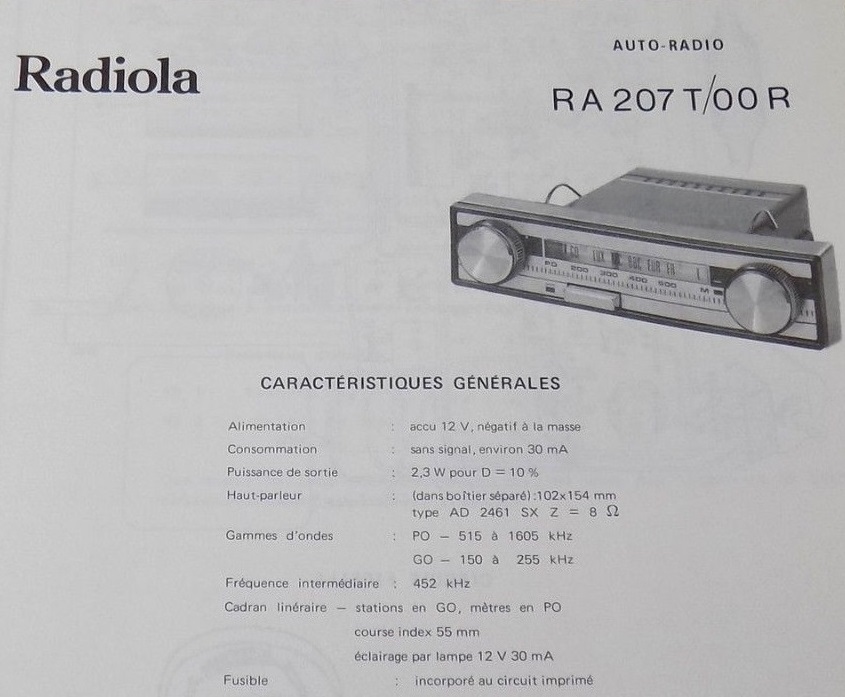 Radiola
AUTO-RADIO
RA 207 T/00 R
PO 200 300 400 500 M
CARACTÉRISTIQUES GÉNÉRALES
Alimentation : accu 12 V, négatif à la masse
Consommation : sans signal, environ 30 mA
Puissance de sortie : 2,3 W pour D = 10 %
Haut-parleur : (dans boîtier séparé) :102x154 mm
type AD 2461 SX Z = 8 Ω
Gammes d'ondes : PO – 515 à 1605 kHz
GO – 150 à 255 kHz
Fréquence intermédiaire : 452 kHz
Cadran linéraire – stations en GO, mètres en PO
course index 55 mm
éclairage par lampe 12 V 30 mA
Fusible : incorporé au circuit imprimé